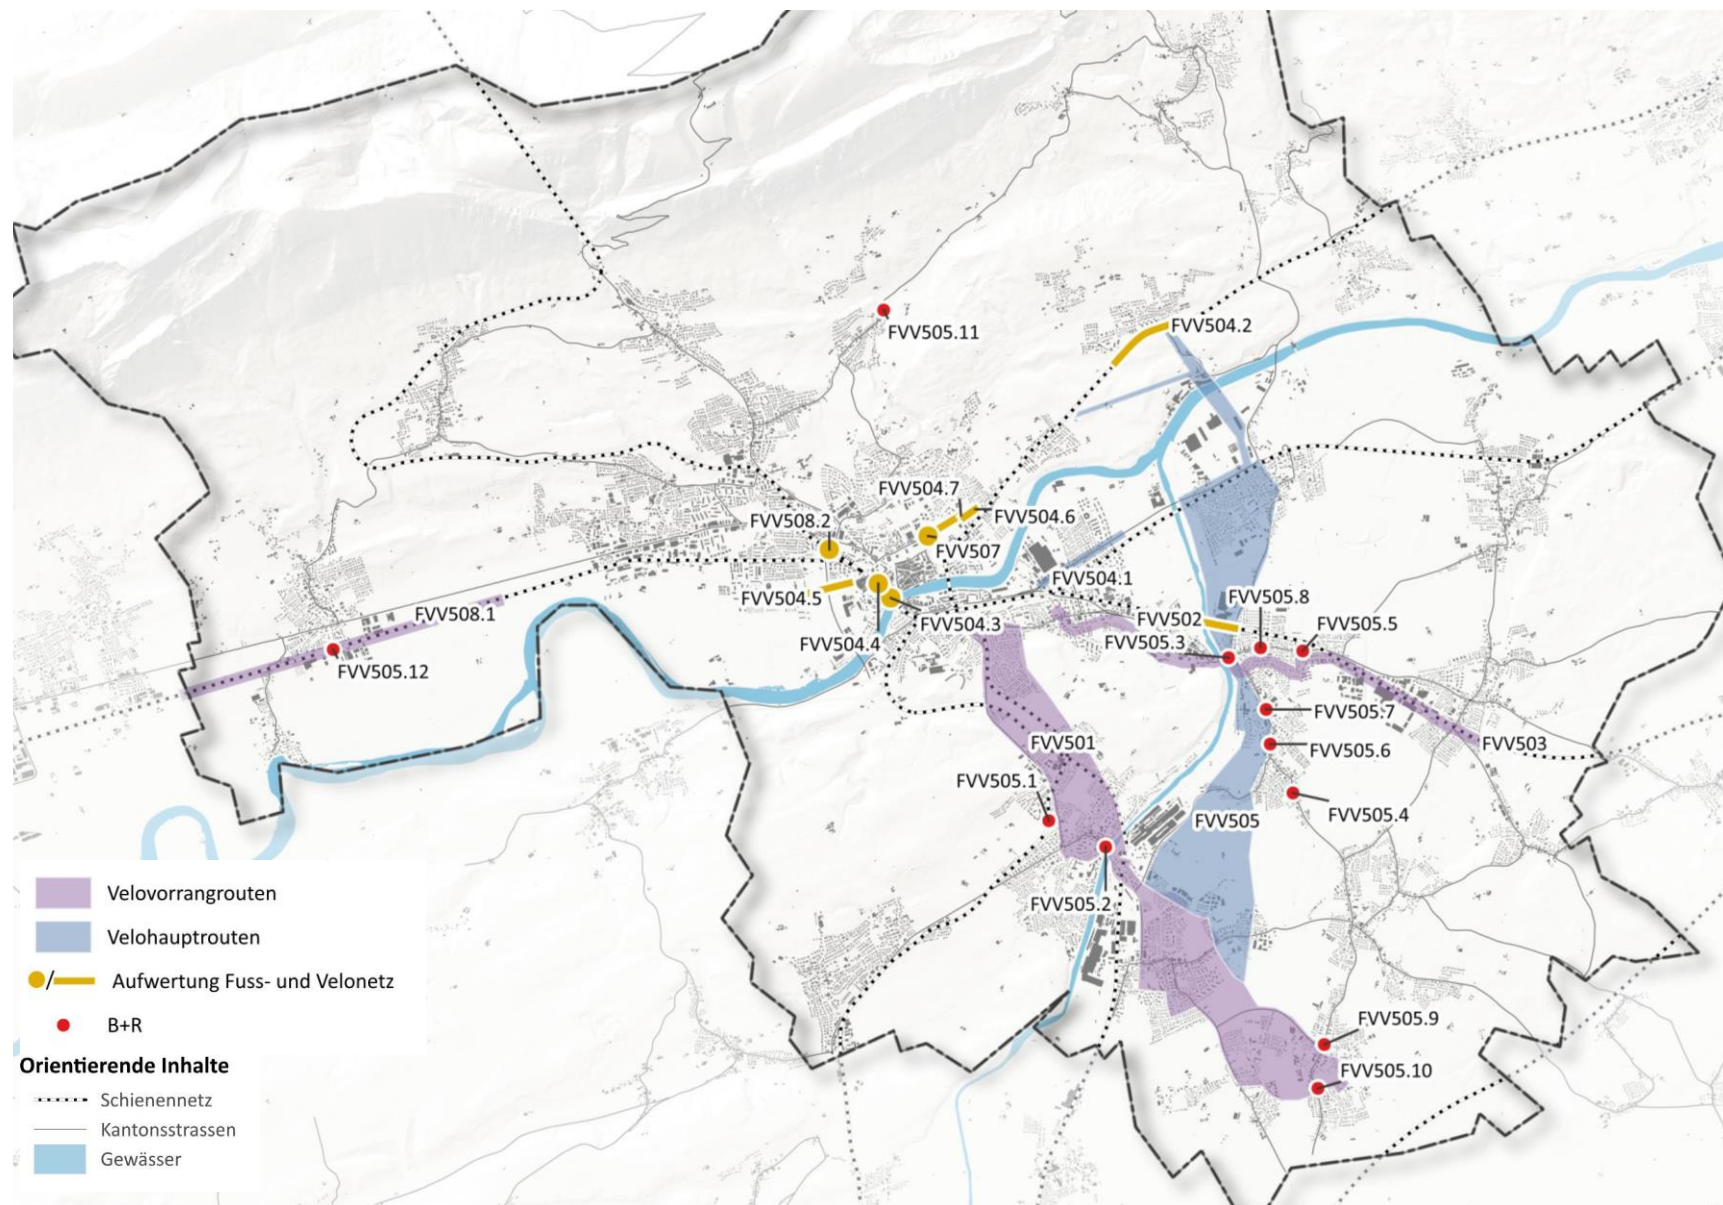 FVV504.2
FVV505.11
FVV504.7
FVV504.6
FVV508.2
FVV507
FVV504.1
FVV504.5
FVV505.8
FVV508.1
FVV504.3
FVV502
FVV505.5
FVV504.4
FVV505.3
FVV505.12
FVV505.7
FVV501
FVV503
FVV505.6
FVV505.1
FVV505.4
FVV505
FVV505.2
FVV505.9
FVV505.10
Velovorrangrouten
Velohauptrouten
/ Aufwertung Fuss- und Velonetz
B+R
Orientierende Inhalte
Schienennetz
Kantonsstrassen
Gewässer